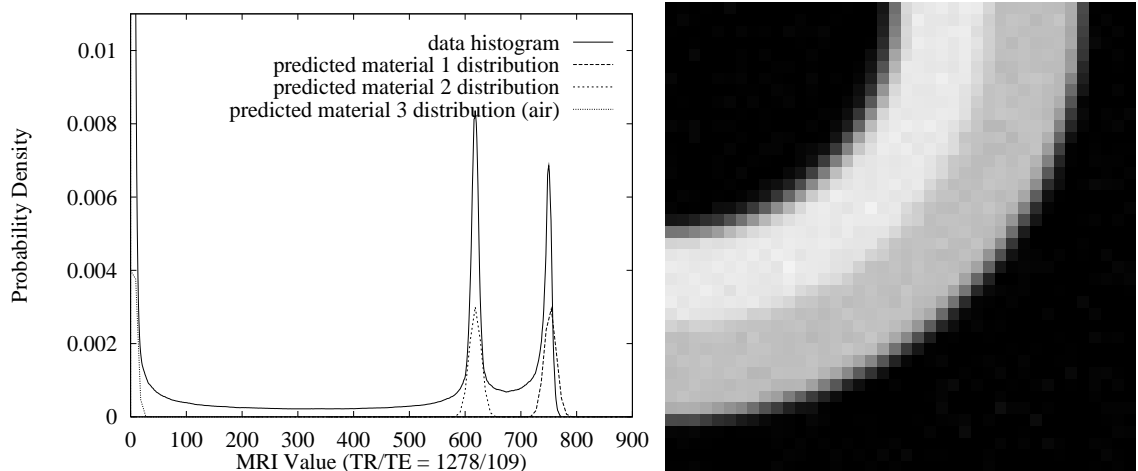 0.01
0.008
0.006
0.004
0.002
0
Probability Density
data histogram
predicted material 1 distribution
predicted material 2 distribution
predicted material 3 distribution (air)
0 100 200 300 400 500 600 700 800 900
MRI Value (TR/TE = 1278/109)